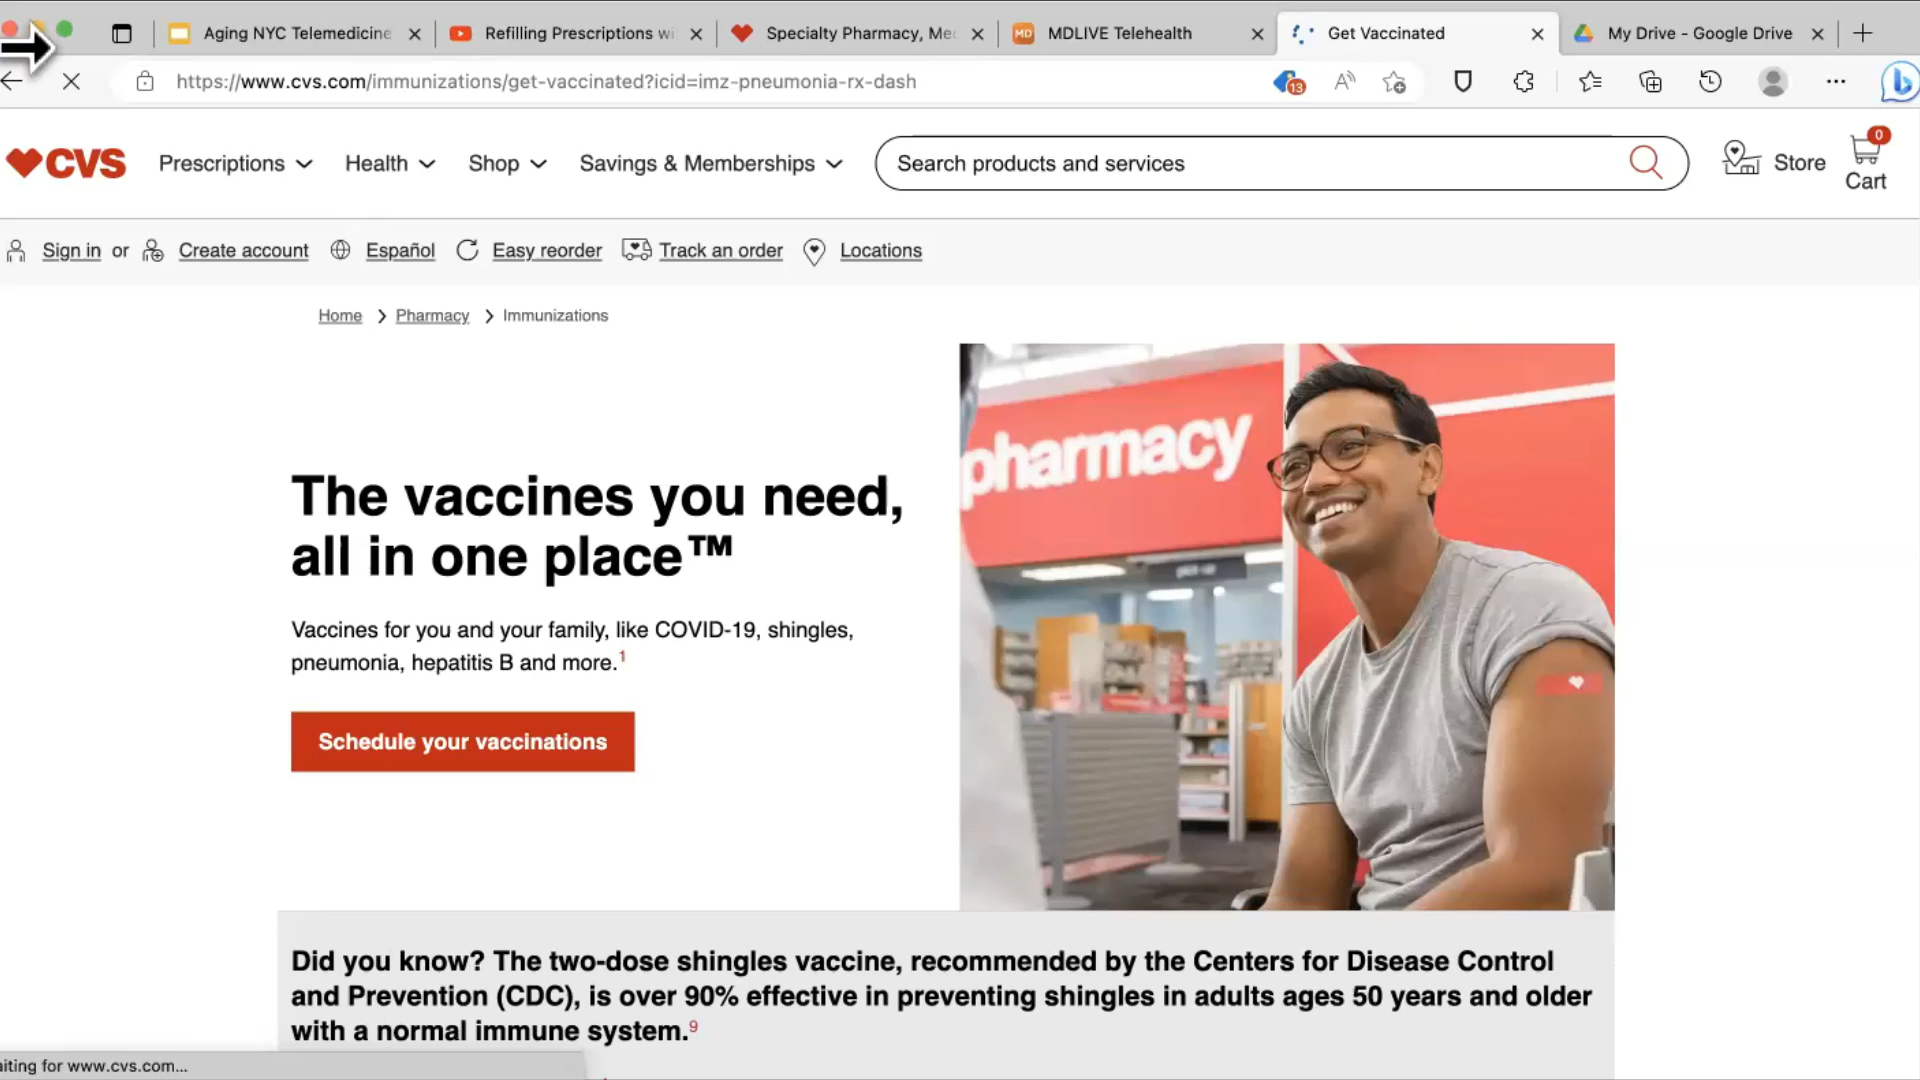 Aging NYC Telemedicine
Refilling Prescriptions wi
Specialty Pharmacy, Me
MD
MDLIVE Telehealth
Get Vaccinated
My Drive - Google Drive
https://www.cvs.com/immunizations/get-vaccinated?icid=imz-pneumonia-rx-dash
13
CVS
Prescriptions
Health
Shop
Savings & Memberships
Search products and services
Store
0
Cart
Sign in or Create account
Español
Easy reorder
Track an order
Locations
Home > Pharmacy > Immunizations
pharmacy
The vaccines you need,
all in one place™
Vaccines for you and your family, like COVID-19, shingles,
pneumonia, hepatitis B and more.1
Schedule your vaccinations
Did you know? The two-dose shingles vaccine, recommended by the Centers for Disease Control
and Prevention (CDC), is over 90% effective in preventing shingles in adults ages 50 years and older
with a normal immune system.9
aiting for www.cvs.com...